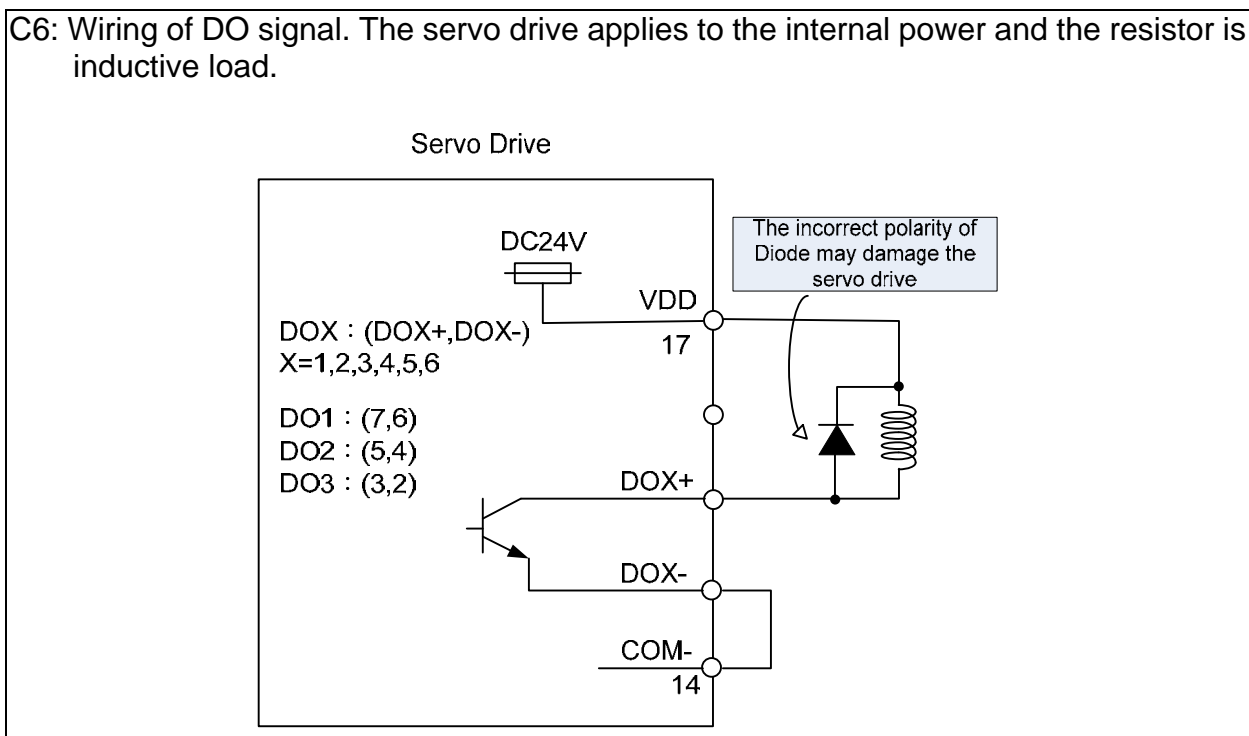 C6: Wiring of DO signal. The servo drive applies to the internal power and the resistor is
inductive load.
Servo Drive
DC24V
The incorrect polarity of
Diode may damage the
servo drive
VDD
17
DOX：(DOX+,DOX-)
X=1,2,3,4,5,6
DO1：(7,6)
DO2：(5,4)
DO3：(3,2)
DOX+
DOX-
COM-
14